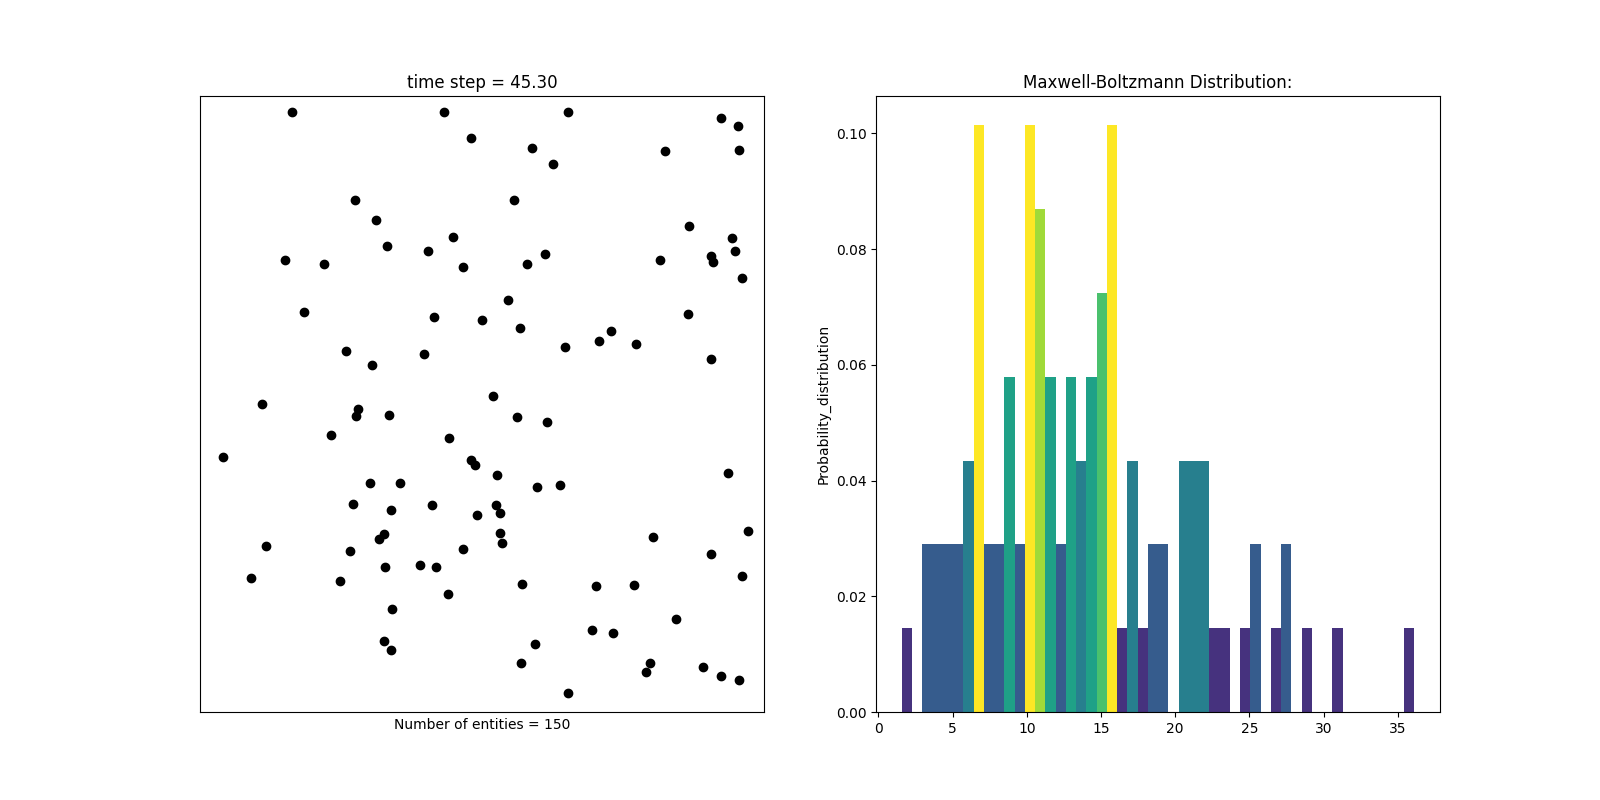 time step = 45.30
Number of entities = 150
Maxwell-Boltzmann Distribution:
Probability_distribution
0.10
0.08
0.06
0.04
0.02
0.00
0 5 10 15 20 25 30 35